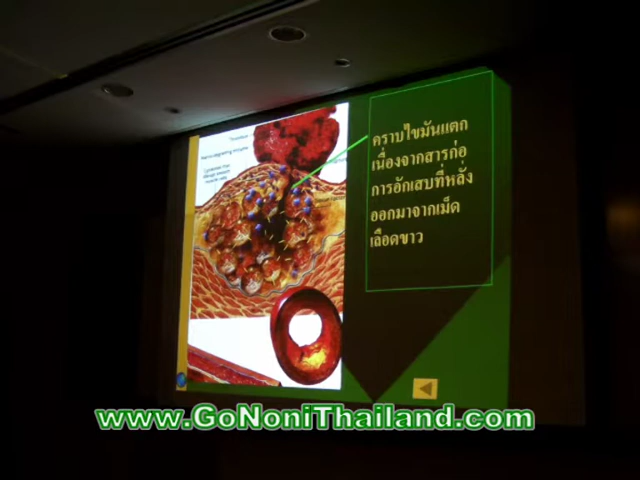 คราบไขมันแตก
เนื่องจากสารก่อ
การอักเสบที่หลั่ง
ออกมาจากเม็ด
เลือดขาว
www.GoNoniThailand.com